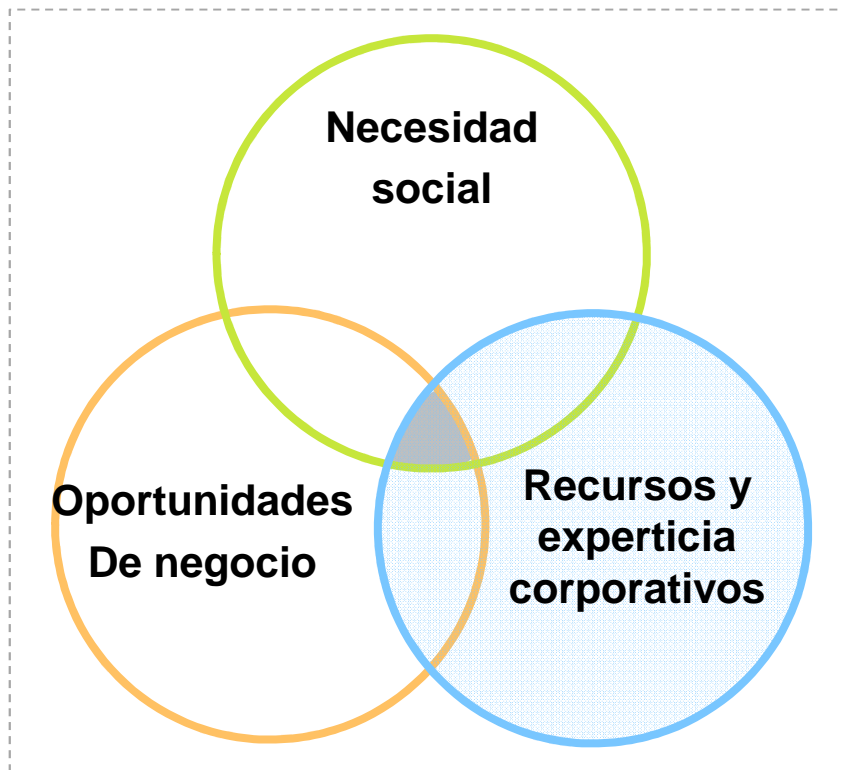 Necesidad
social
Oportunidades
De negocio
Recursos y
experticia
corporativos